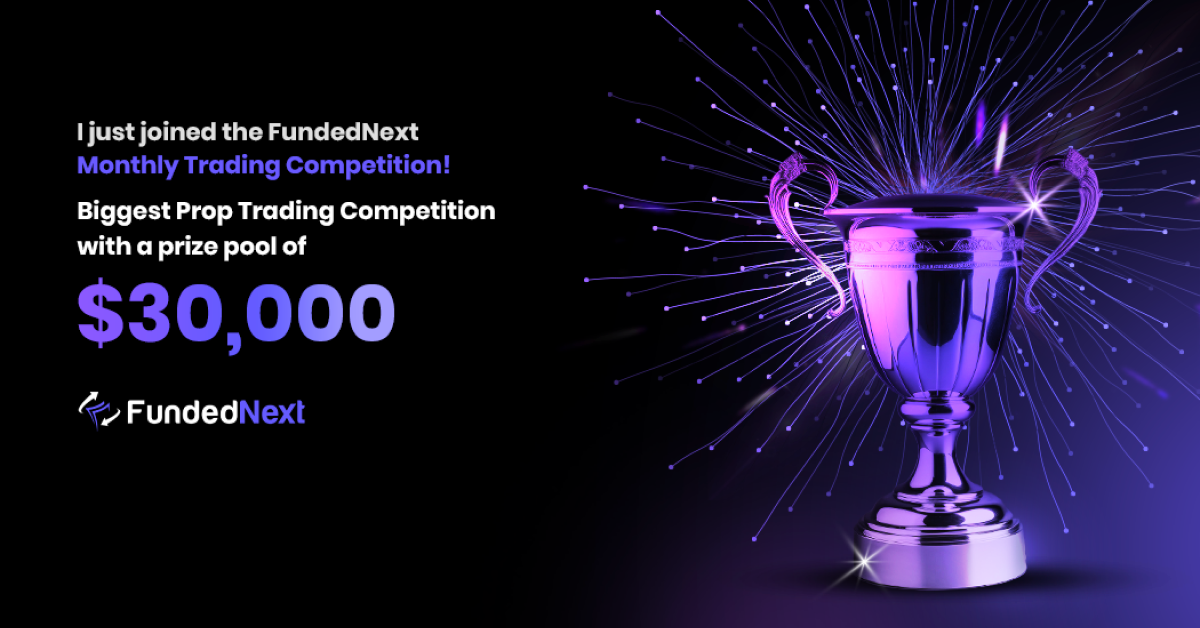 I just joined the FundedNext
Monthly Trading Competition!
Biggest Prop Trading Competition
with a prize pool of
$30,000
FundedNext